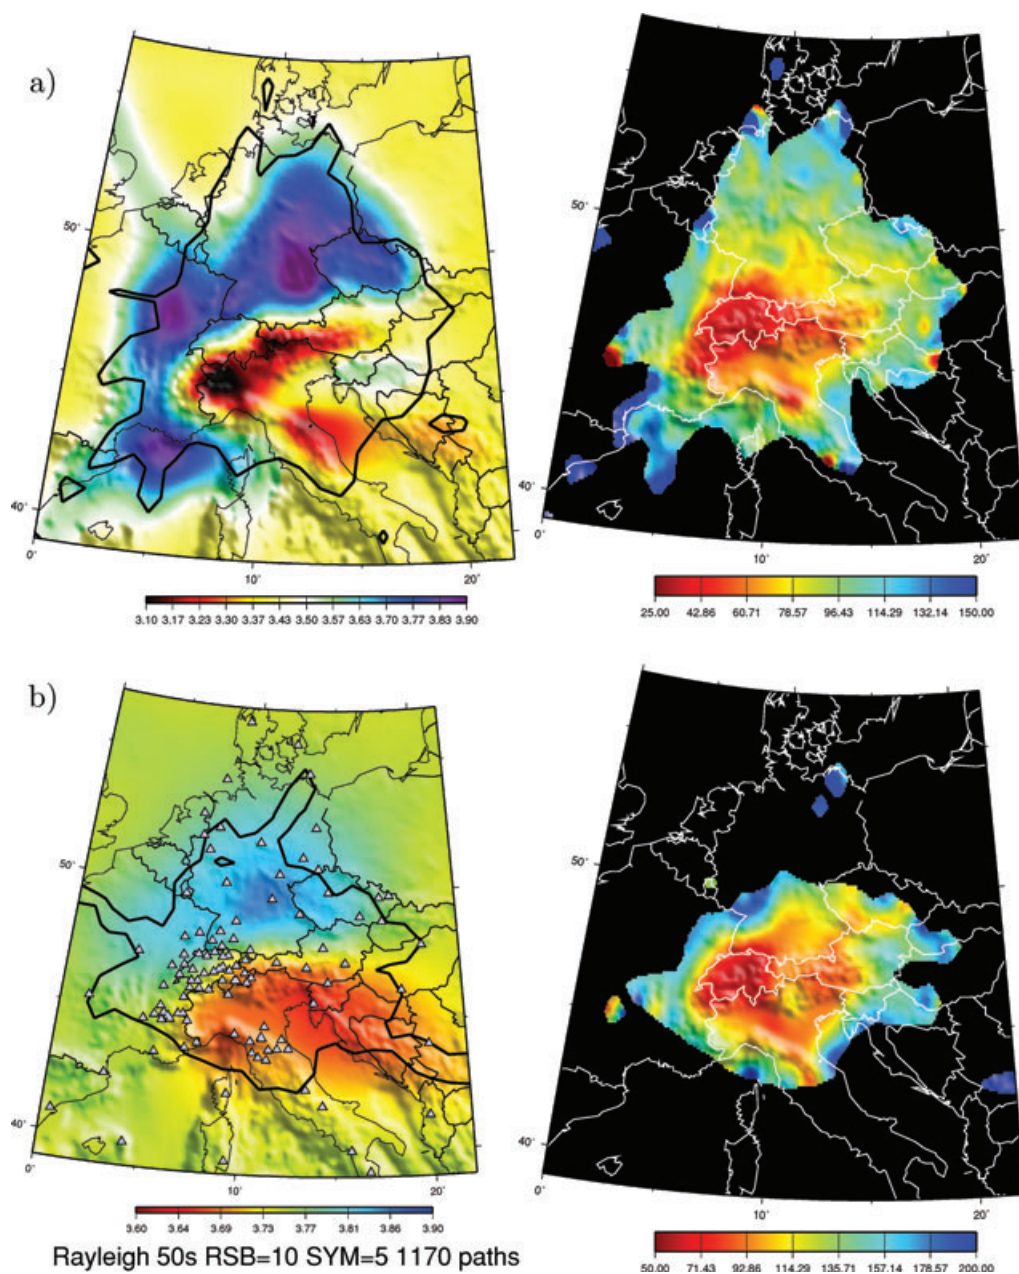 a)
50˚
40˚
0˚
10˚
20˚
3.10 3.17 3.23 3.30 3.37 3.43 3.50 3.57 3.63 3.70 3.77 3.83 3.90
50˚
40˚
0˚
10˚
20˚
25.00 42.86 60.71 78.57 96.43 114.29 132.14 150.00
b)
50˚
40˚
0˚
10˚
20˚
3.60 3.64 3.69 3.73 3.77 3.81 3.86 3.90
Rayleigh 50s RSB=10 SYM=5 1170 paths
50˚
40˚
0˚
10˚
20˚
50.00 71.43 92.86 114.29 135.71 157.14 178.57 200.00